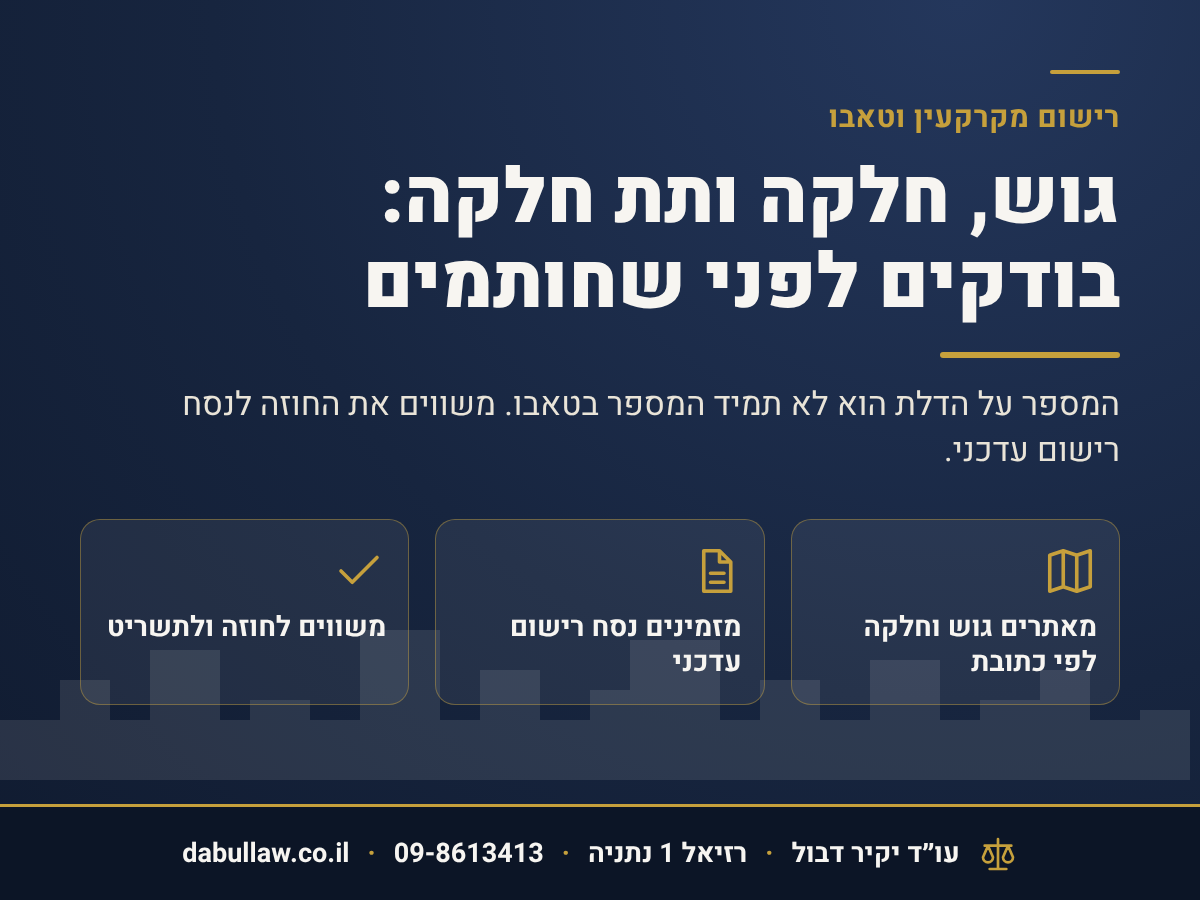 רישום מקרקעין וטאבו
גוש, חלקה ותת חלקה:
בודקים לפני שחותמים
המספר על הדלת הוא לא תמיד המספר בטאבו. משווים את החוזה לנסח
רישום עדכני.
מאתרים גוש וחלקה
לפי כתובת
מזמינים נסח רישום
עדכני
משווים לחוזה ולתשריט
עו״ד יקיר דבול · רזיאל 1 נתניה · 09-8613413 · dabullaw.co.il